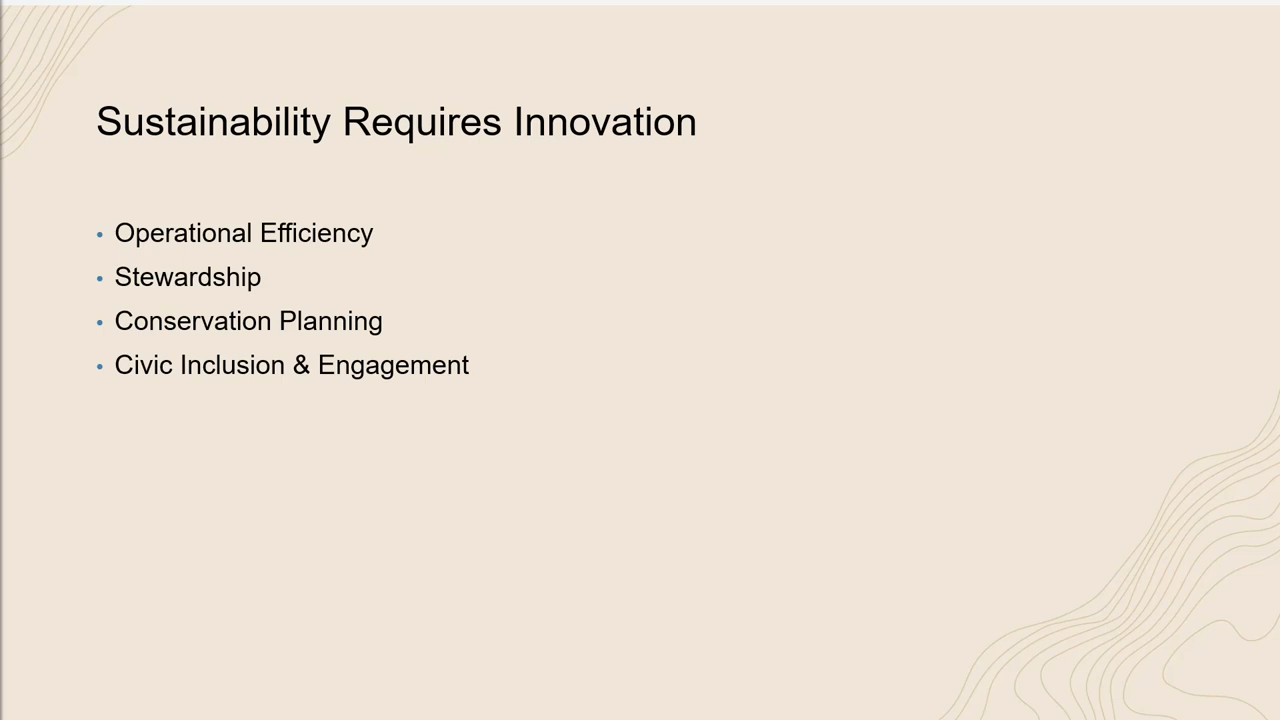 Sustainability Requires Innovation
• Operational Efficiency
• Stewardship
• Conservation Planning
• Civic Inclusion & Engagement